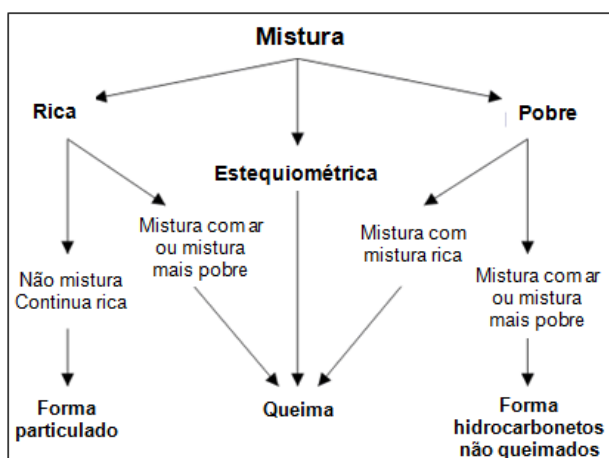 Mistura
Rica
Pobre
Estequiométrica
Mistura com ar
ou mistura
mais pobre
Mistura com
mistura rica
Não mistura
Continua rica
Mistura com ar
ou mistura
mais pobre
Forma
particulado
Queima
Forma
hidrocarbonetos
não queimados